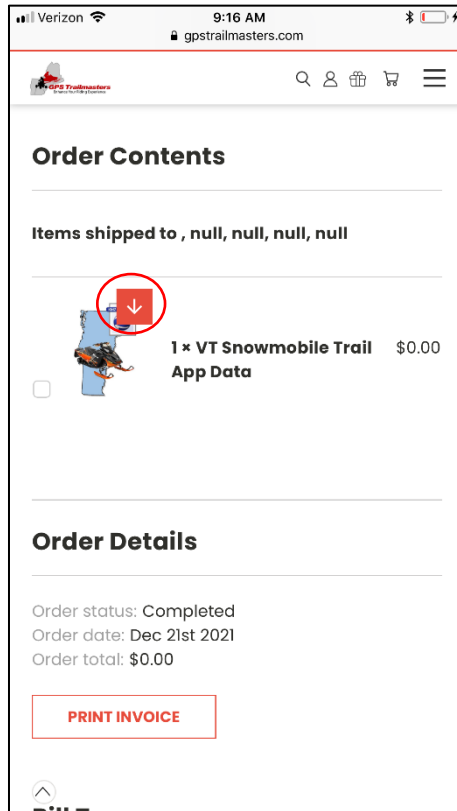 Verizon
9:16 AM
gpstrailmasters.com
GPS Trailmasters
Order Contents
Items shipped to , null, null, null, null
1 × VT Snowmobile Trail
App Data
$0.00
Order Details
Order status: Completed
Order date: Dec 21st 2021
Order total: $0.00
PRINT INVOICE